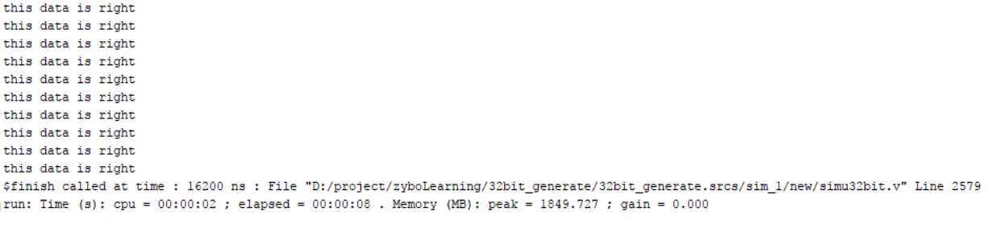 this data is right
this data is right
this data is right
this data is right
this data is right
this data is right
this data is right
this data is right
this data is right
this data is right
$finish called at time : 16200 ns : File "D:/project/zyboLearning/32bit_generate/32bit_generate.srcs/sim_1/new/simu32bit.v" Line 2579
run: Time (s): cpu = 00:00:02 ; elapsed = 00:00:08 . Memory (MB): peak = 1849.727 ; gain = 0.000